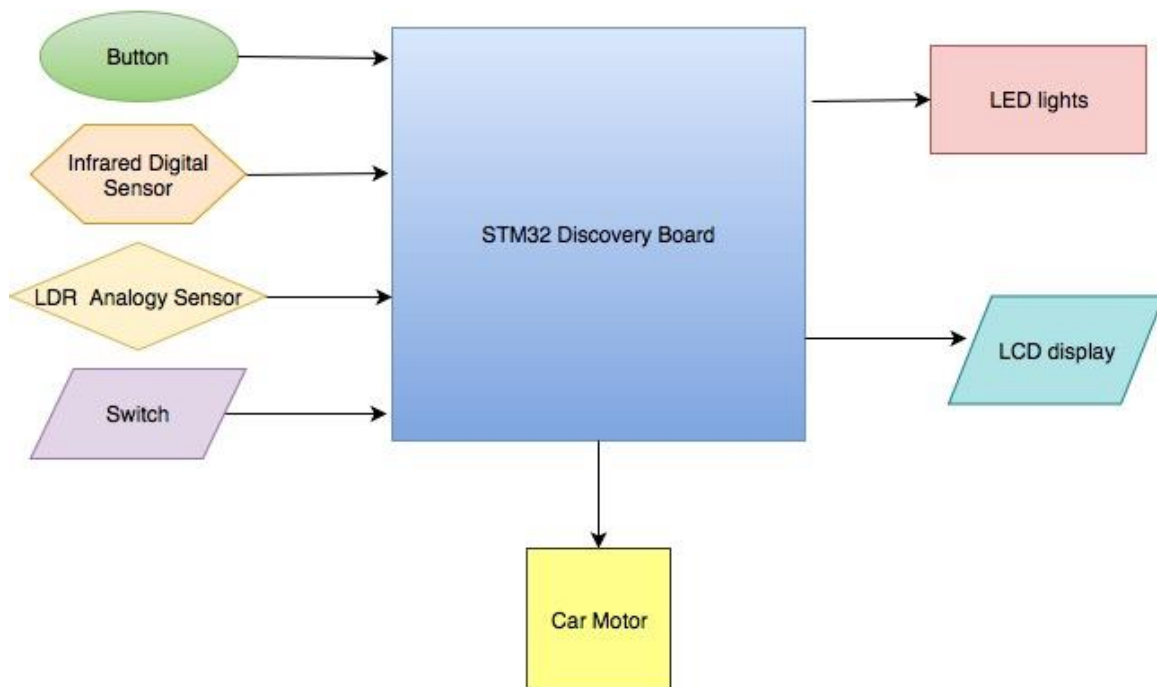 Button
Infrared Digital
Sensor
LDR  Analogy Sensor
Switch
STM32 Discovery Board
LED lights
LCD display
Car Motor